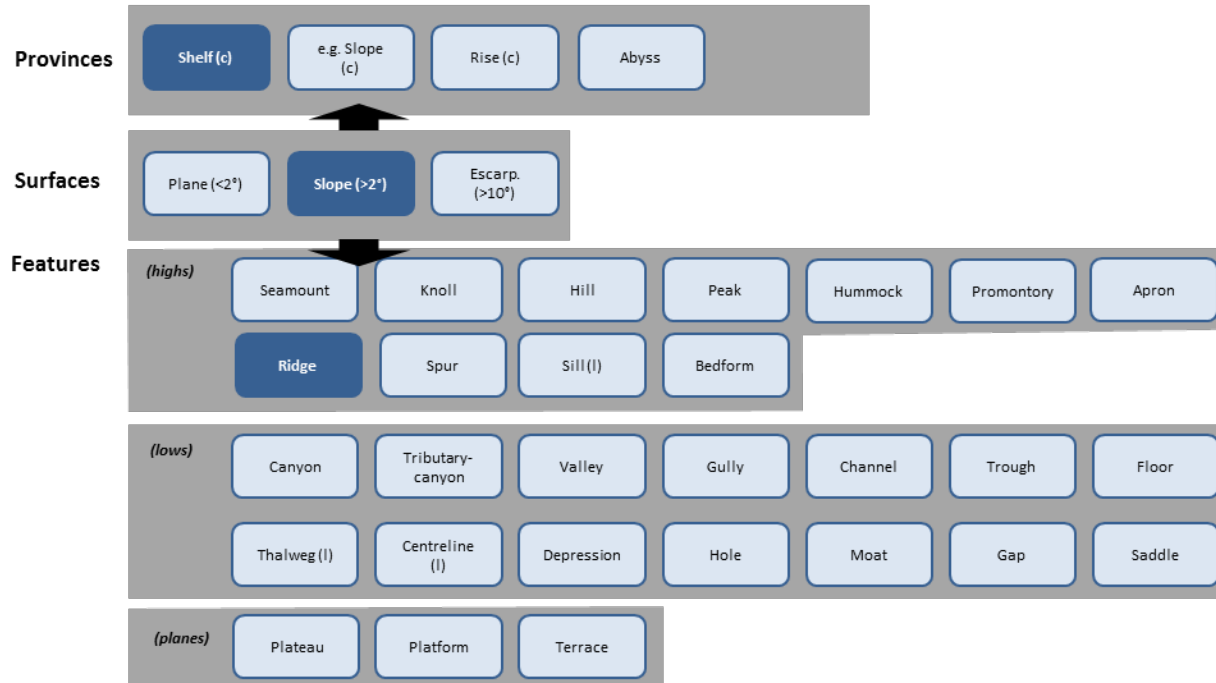 Provinces
Shelf (c)
e.g. Slope
(c)
Rise (c)
Abyss
Surfaces
Plane (<2°)
Slope (>2°)
Escarp.
(>10°)
Features
(highs)
Seamount
Knoll
Hill
Peak
Hummock
Promontory
Apron
Ridge
Spur
Sill (l)
Bedform
(lows)
Canyon
Tributary-
canyon
Valley
Gully
Channel
Trough
Floor
Thalweg (l)
Centreline
(l)
Depression
Hole
Moat
Gap
Saddle
(planes)
Plateau
Platform
Terrace